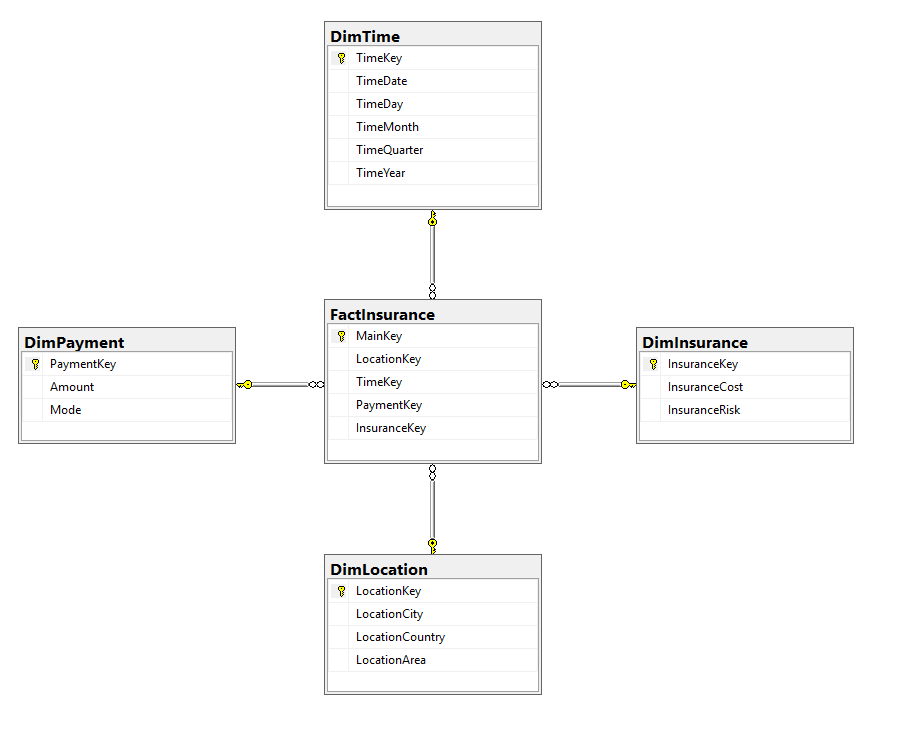 DimTime
TimeKey
TimeDate
TimeDay
TimeMonth
TimeQuarter
TimeYear
FactInsurance
MainKey
LocationKey
TimeKey
PaymentKey
InsuranceKey
DimPayment
PaymentKey
Amount
Mode
DimInsurance
InsuranceKey
InsuranceCost
InsuranceRisk
DimLocation
LocationKey
LocationCity
LocationCountry
LocationArea